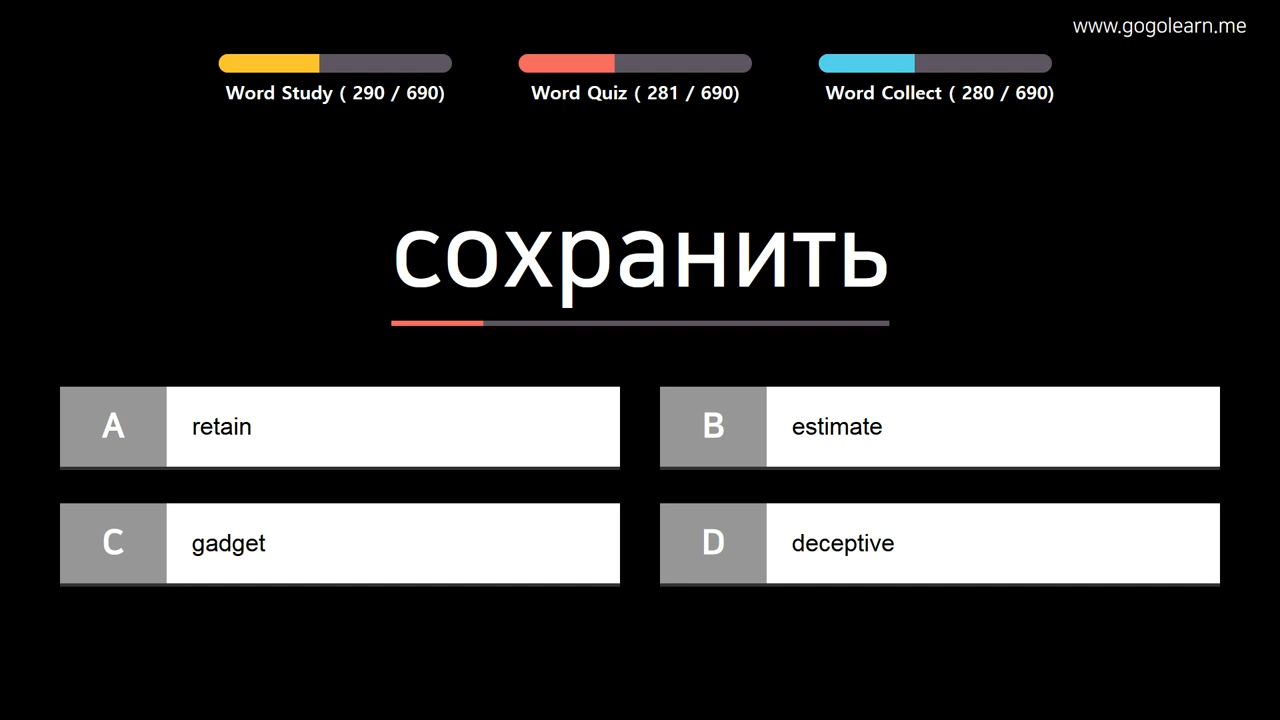 www.gogolearn.me
Word Study ( 290 / 690)
Word Quiz ( 281 / 690)
Word Collect ( 280 / 690)
сохранить
A retain
B estimate
C gadget
D deceptive